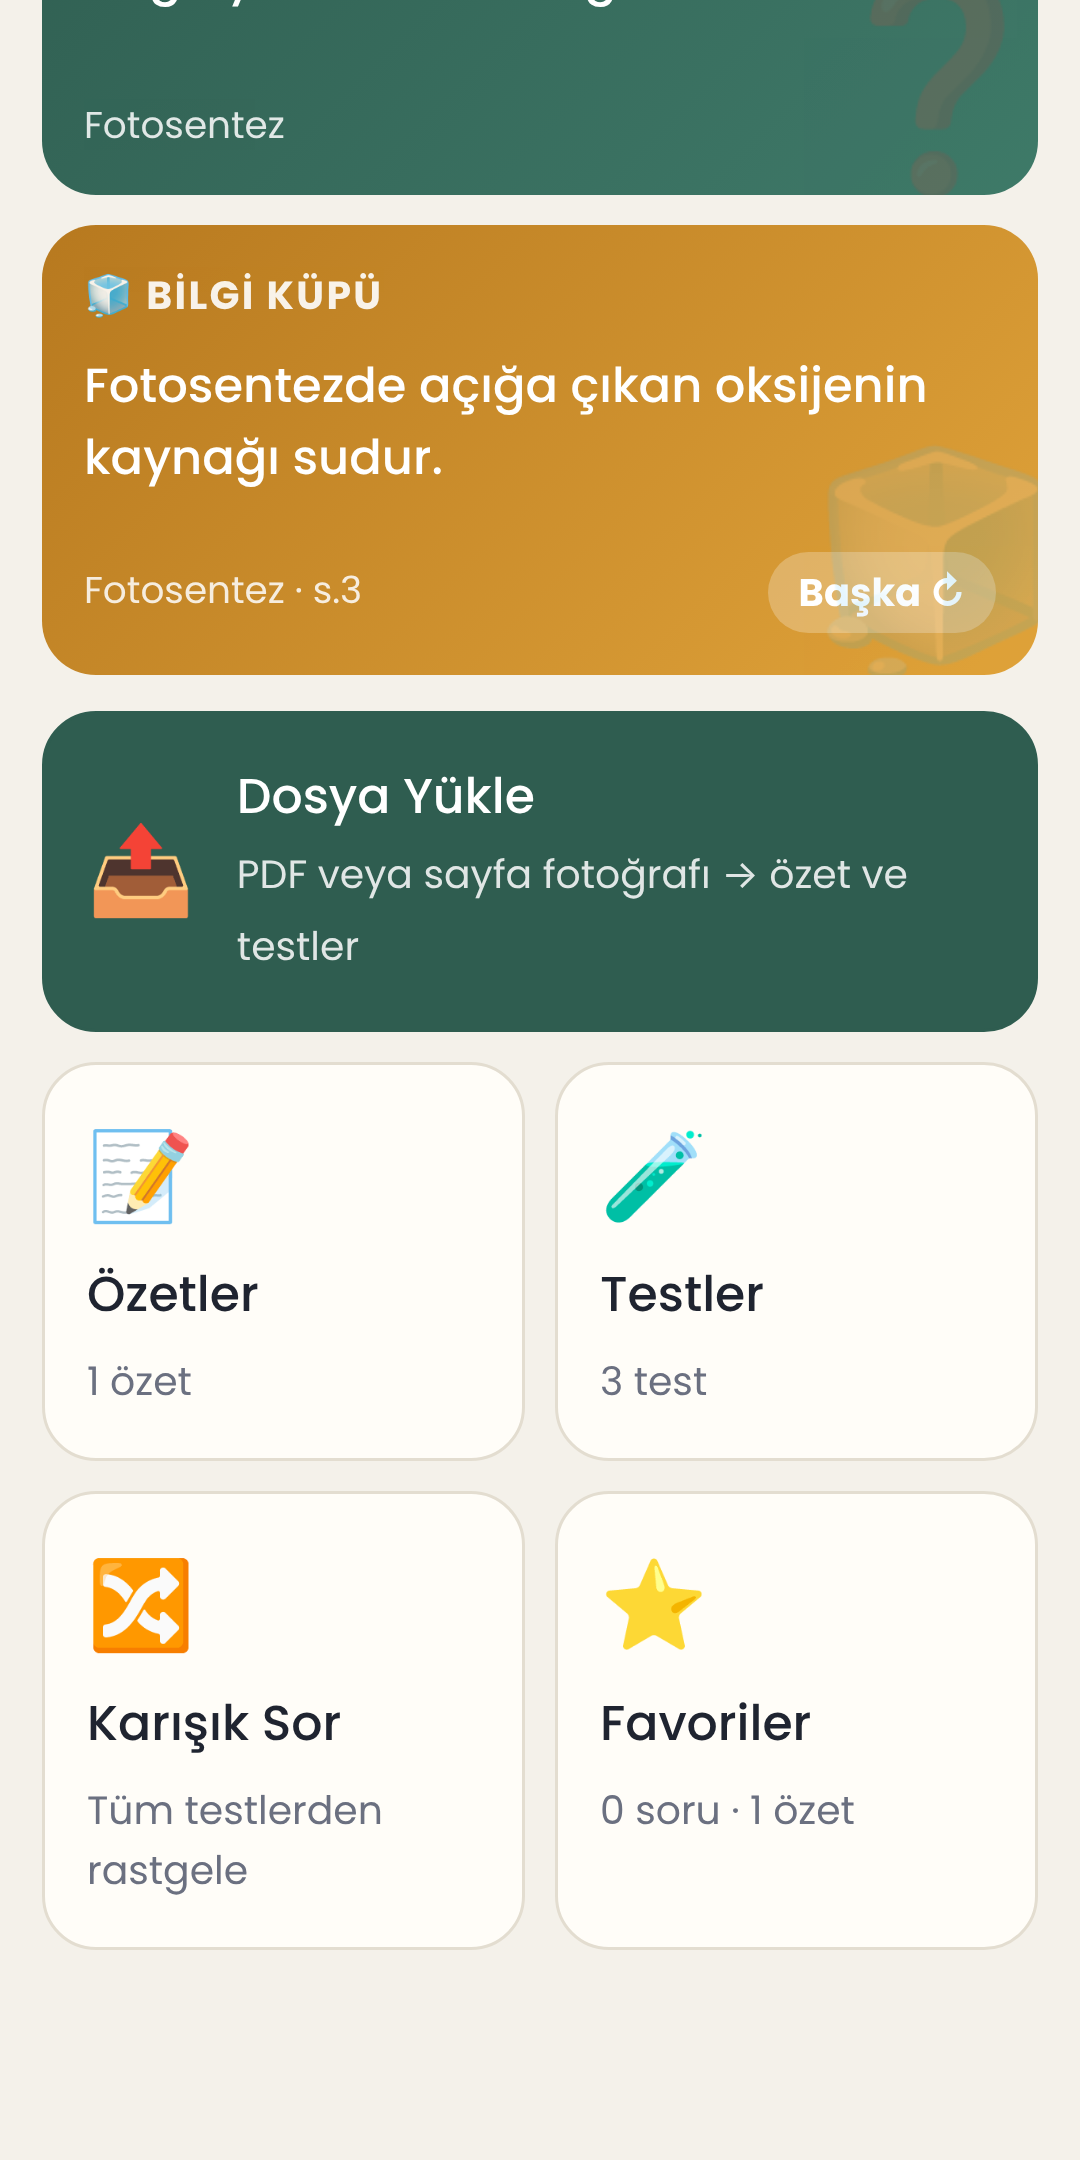 Fotosentez
BİLGİ KÜPÜ
Fotosentezde açığa çıkan oksijenin
kaynağı sudur.
Fotosentez · s.3
Başka ↻
Dosya Yükle
PDF veya sayfa fotoğrafı → özet ve
testler
Özetler
1 özet
Testler
3 test
Karışık Sor
Tüm testlerden
rastgele
Favoriler
0 soru · 1 özet